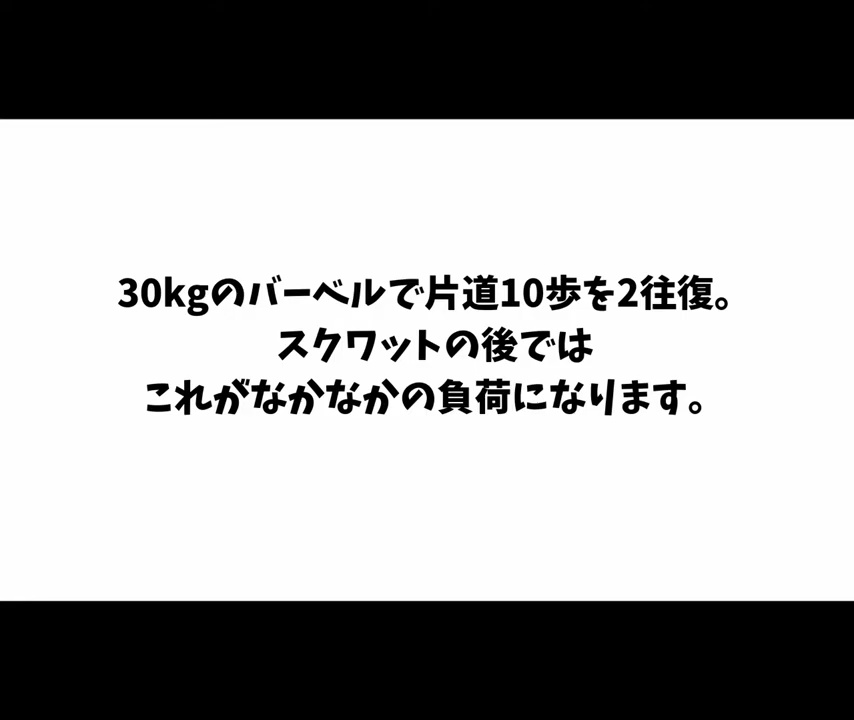 30kgのバーベルで片道10歩を2往復。
スクワットの後では
これがなかなかの負荷になります。